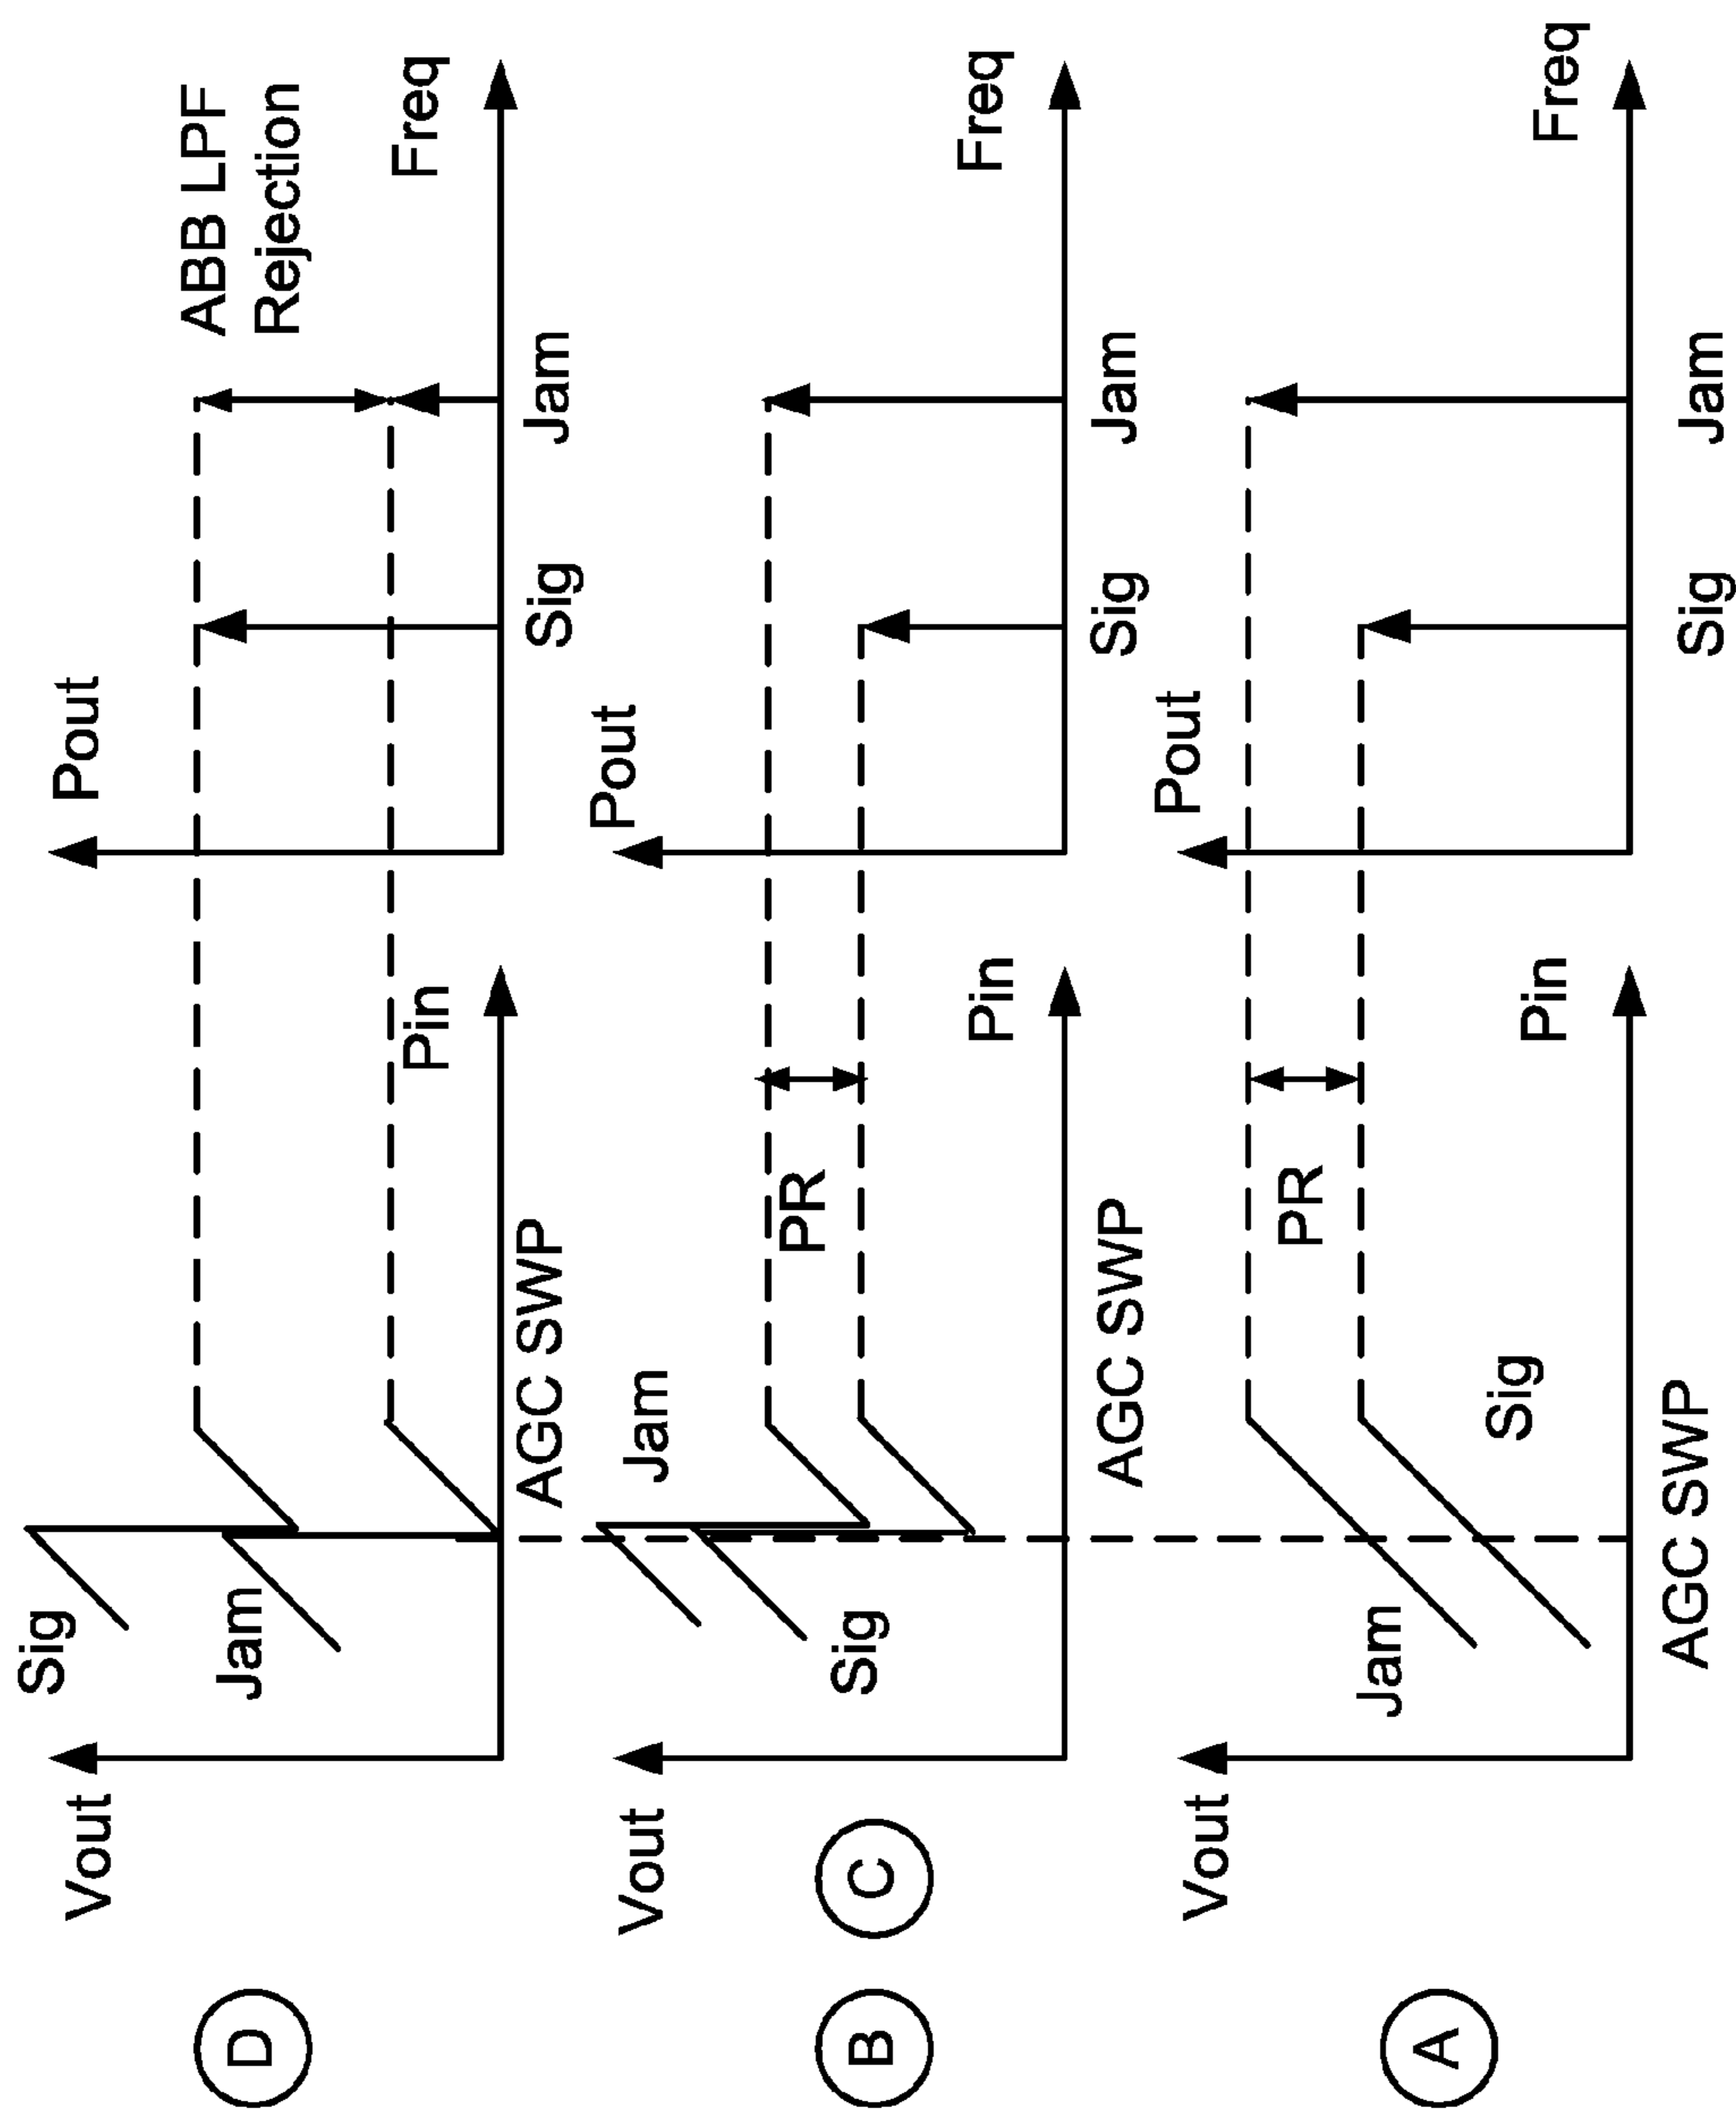 D
Vout
Sig
Jam
AGC SWP
Pin
Pout
Sig
Jam
ABB LPF
Rejection
Freq
B
C
Vout
Jam
Sig
PR
AGC SWP
Pin
Pout
Sig
Jam
Freq
A
Vout
Jam
Sig
PR
AGC SWP
Pin
Pout
Sig
Jam
Freq